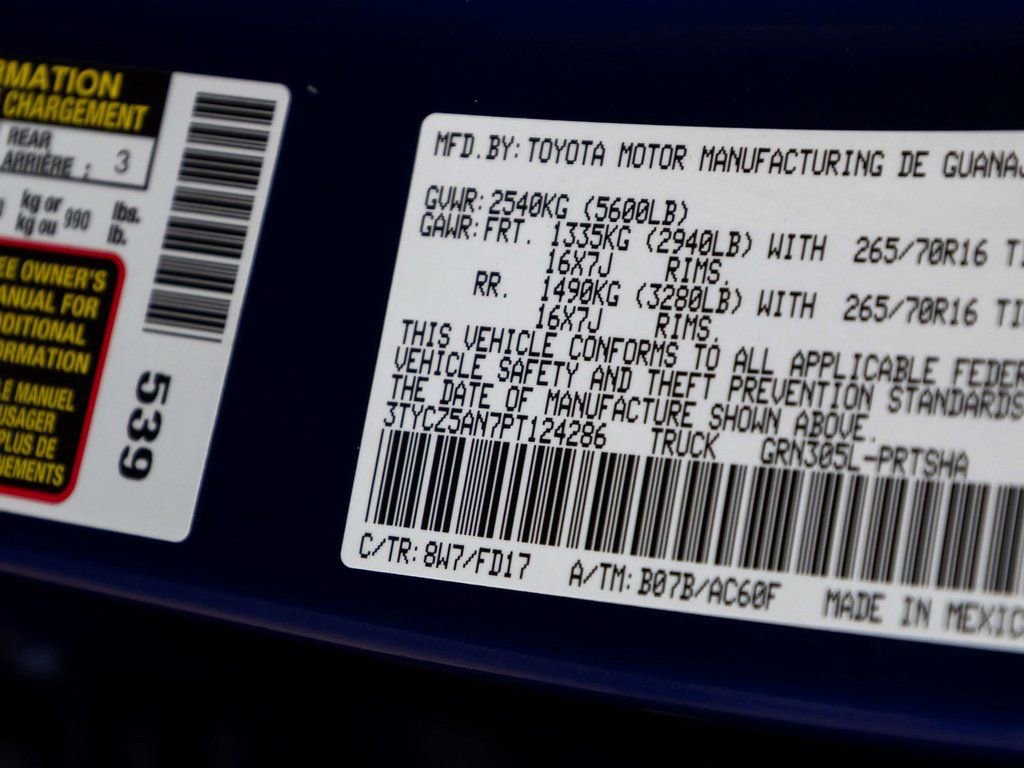 RMATION
CHARGEMENT
REAR
ARRIÈRE : 3
kg or
kg ou 990 lbs.
lb.
EE OWNER'S
ANUAL FOR
DDITIONAL
ORMATION
LE MANUEL
USAGER
PLUS DE
NEMENTS
539
MFD.BY: TOYOTA MOTOR MANUFACTURING DE GUANAJ
GVWR: 2540KG (5600LB)
GAWR: FRT. 1335KG (2940LB) WITH 265/70R16 TI
16X7J RIMS,
RR. 1490KG (3280LB) WITH 265/70R16 TI
16X7J RIMS,
THIS VEHICLE CONFORMS TO ALL APPLICABLE FEDER
VEHICLE SAFETY AND THEFT PREVENTION STANDARDS
THE DATE OF MANUFACTURE SHOWN ABOVE.
3TYCZ5AN7PT124286 TRUCK GRN305L-PRTSHA
C/TR: 8W7/FD17 A/TM: B07B/AC60F MADE IN MEXIC